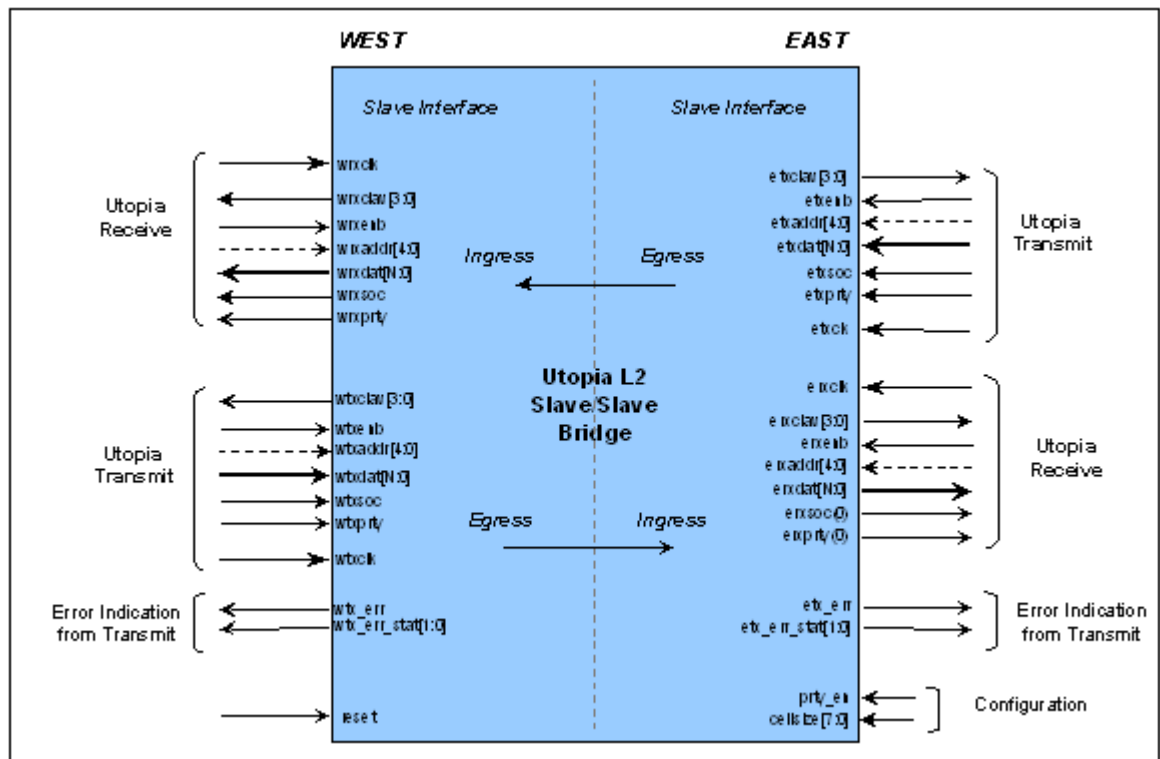 WEST
EAST
Slave Interface
Slave Interface
Utopia
Receive
wrxclk
wrxclav[3:0]
wrxenb
wrxaddr[4:0]
wrxdat[N:0]
wrxsoc
wrxprty
Ingress
Egress
etxclav[3:0]
etxenb
etxaddr[4:0]
etxdat[N:0]
etxsoc
etxprty
etxclk
Utopia
Transmit
Utopia L2
Slave/Slave
Bridge
Utopia
Transmit
wtxclav[3:0]
wtxenb
wtxaddr[4:0]
wtxdat[N:0]
wtxsoc
wtxprty
wtxclk
Egress
Ingress
erxclk
erxclav[3:0]
erxenb
erxaddr[4:0]
erxdat[N:0]
erxsoc(0)
erxprty(0)
Utopia
Receive
Error Indication
from Transmit
wtx_err
wtx_err_stat[1:0]
etx_err
etx_err_stat[1:0]
Error Indication
from Transmit
reset
prty_en
cellsize[7:0]
Configuration